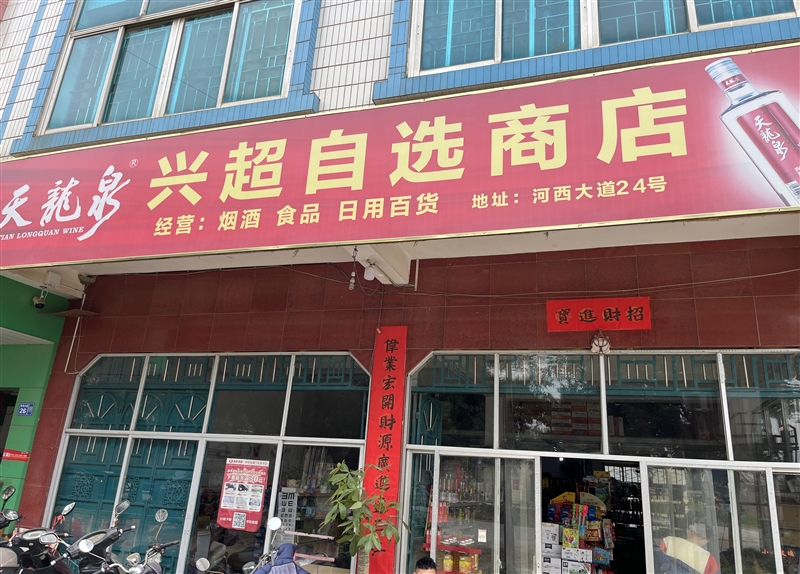 天龍泉®
TIAN LONGQUAN WINE
兴超自选商店
经营：烟酒 食品 日用百货 地址：河西大道24号
天龍泉
招財進寶
偉業宏開財源廣進
26
小